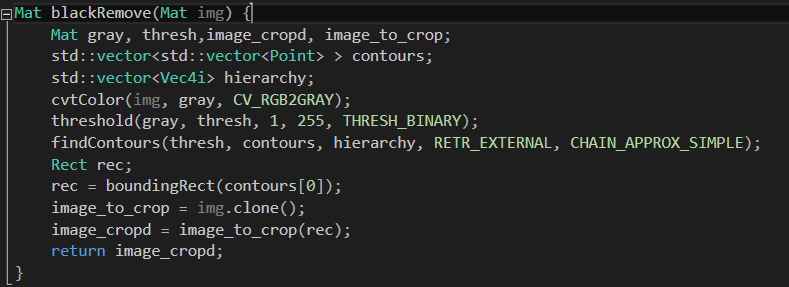 Mat blackRemove(Mat img) {
    Mat gray, thresh,image_cropd, image_to_crop;
    std::vector<std::vector<Point> > contours;
    std::vector<Vec4i> hierarchy;
    cvtColor(img, gray, CV_RGB2GRAY);
    threshold(gray, thresh, 1, 255, THRESH_BINARY);
    findContours(thresh, contours, hierarchy, RETR_EXTERNAL, CHAIN_APPROX_SIMPLE);
    Rect rec;
    rec = boundingRect(contours[0]);
    image_to_crop = img.clone();
    image_cropd = image_to_crop(rec);
    return image_cropd;
}